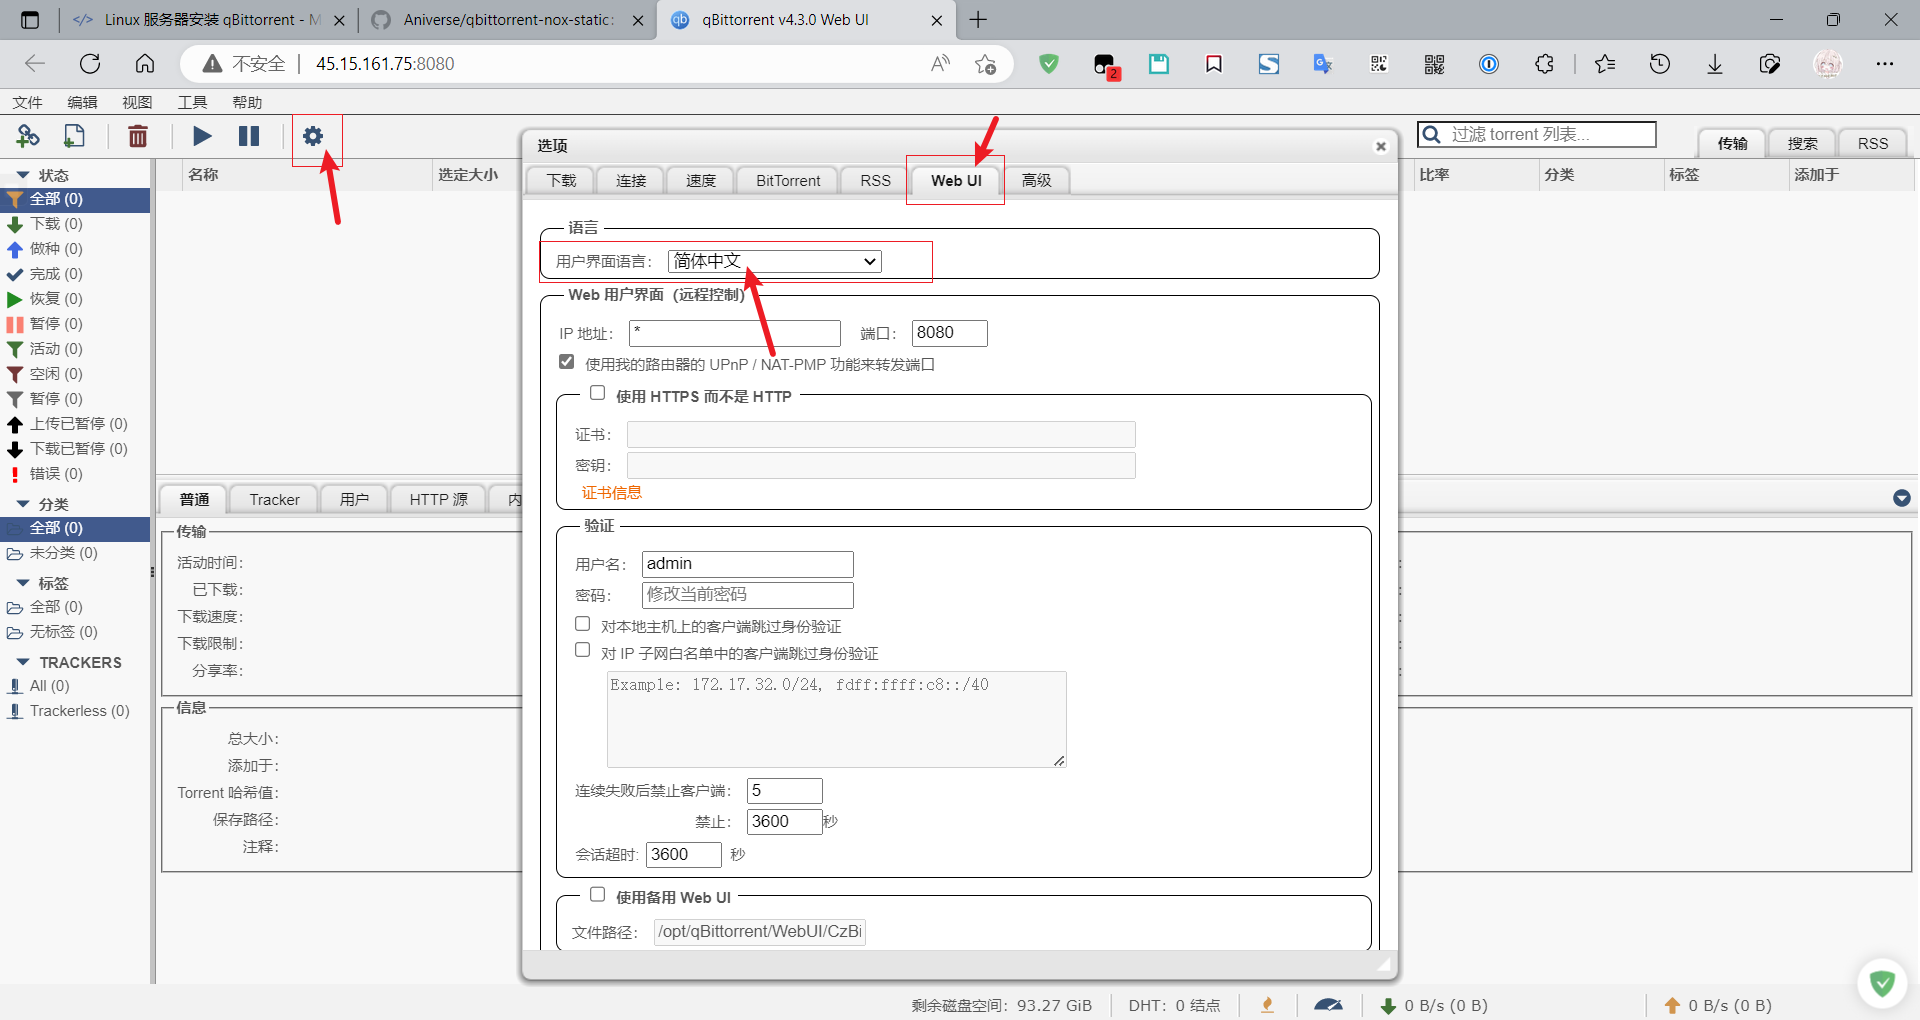 Linux 服务器安装 qBittorrent - M
Aniverse/qbittorrent-nox-static:
qBittorrent v4.3.0 Web UI
不安全
45.15.161.75:8080
2
文件
编辑
视图
工具
帮助
过滤 torrent 列表...
传输
搜索
RSS
名称
选定大小
比率
分类
标签
添加于
状态
全部 (0)
下载 (0)
做种 (0)
完成 (0)
恢复 (0)
暂停 (0)
活动 (0)
空闲 (0)
暂停 (0)
上传已暂停 (0)
下载已暂停 (0)
错误 (0)
分类
全部 (0)
未分类 (0)
标签
全部 (0)
无标签 (0)
TRACKERS
All (0)
Trackerless (0)
选项
下载
连接
速度
BitTorrent
RSS
Web UI
高级
语言
用户界面语言：
简体中文
Web 用户界面（远程控制）
IP 地址：
*
端口：
8080
使用我的路由器的 UPnP / NAT-PMP 功能来转发端口
使用 HTTPS 而不是 HTTP
证书：
密钥：
证书信息
验证
用户名：
admin
密码：
修改当前密码
对本地主机上的客户端跳过身份验证
对 IP 子网白名单中的客户端跳过身份验证
Example: 172.17.32.0/24, fdff:ffff:c8::/40
连续失败后禁止客户端：
5
禁止：
3600
秒
会话超时:
3600
秒
使用备用 Web UI
文件路径：
/opt/qBittorrent/WebUI/CzBi
普通
Tracker
用户
HTTP 源
内
传输
活动时间：
已下载：
下载速度：
下载限制：
分享率：
信息
总大小：
添加于：
Torrent 哈希值：
保存路径：
注释：
剩余磁盘空间：93.27 GiB
DHT：0 结点
0 B/s (0 B)
0 B/s (0 B)